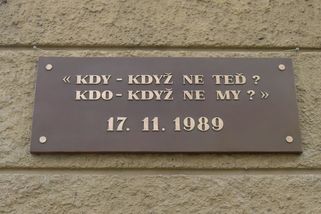 « KDY - KDYŽ NE TEĎ ?
KDO - KDYŽ NE MY ? »
17. 11. 1989